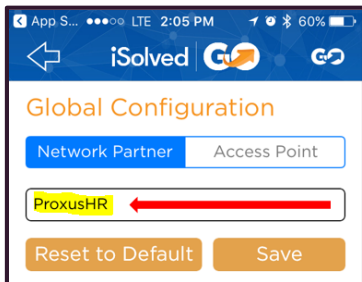 App S... LTE 2:05 PM 60%
iSolved GO GO
Global Configuration
Network Partner Access Point
ProxusHR
Reset to Default Save